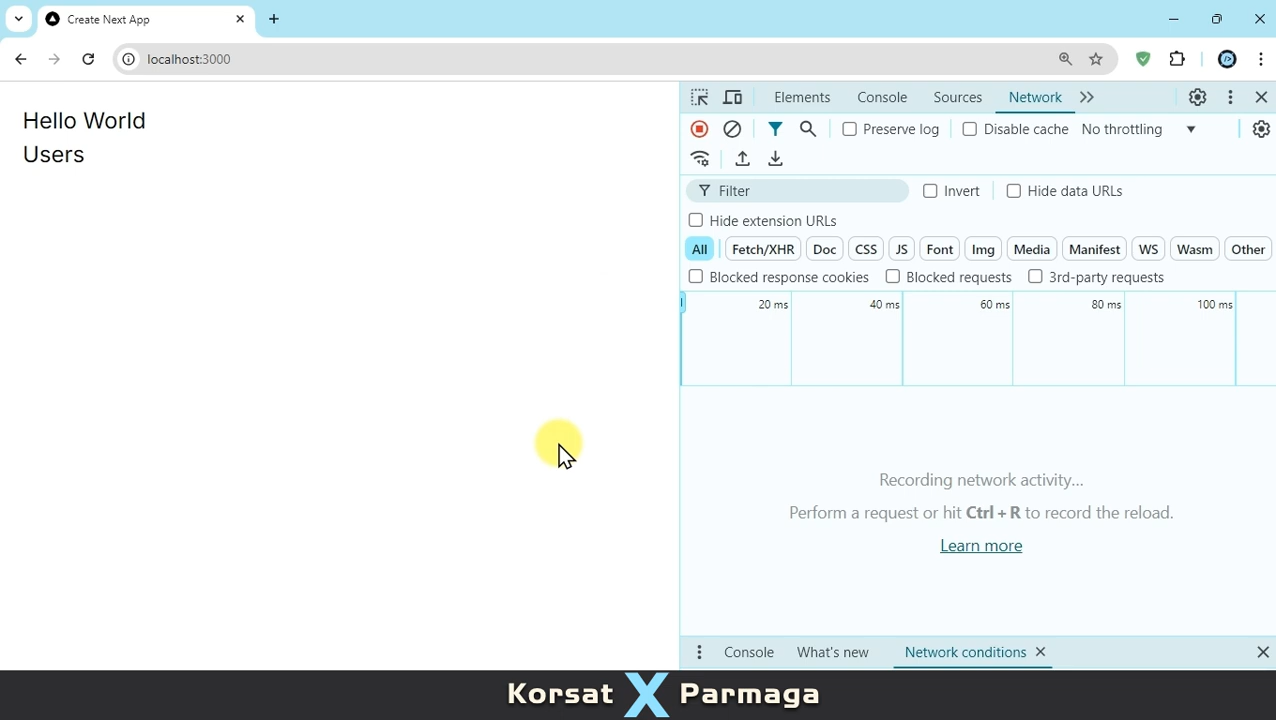 Create Next App
localhost:3000
Hello World
Users
Elements Console Sources Network
Preserve log Disable cache No throttling
Filter Invert Hide data URLs
Hide extension URLs
All Fetch/XHR Doc CSS JS Font Img Media Manifest WS Wasm Other
Blocked response cookies Blocked requests 3rd-party requests
20 ms 40 ms 60 ms 80 ms 100 ms
Recording network activity...
Perform a request or hit Ctrl + R to record the reload.
Learn more
Console What's new Network conditions
Korsat X Parmaga